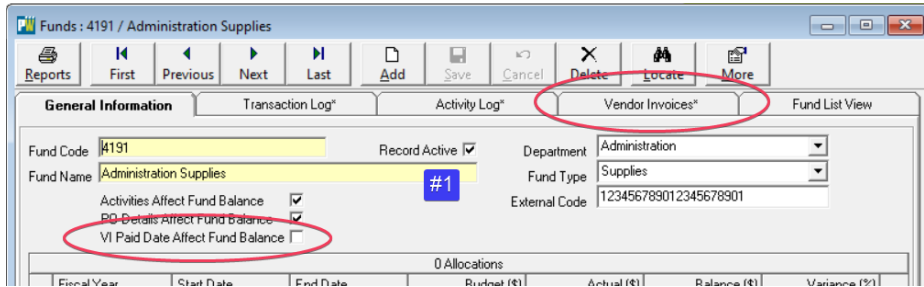 Funds : 4191 / Administration Supplies
Reports First Previous Next Last Add Save Cancel Delete Locate More
General Information Transaction Log* Activity Log* Vendor Invoices* Fund List View
Fund Code 4191 Record Active Department Administration
Fund Name Administration Supplies Fund Type Supplies
#1
External Code 123456789012345678901
Activities Affect Fund Balance
PO Details Affect Fund Balance
VI Paid Date Affect Fund Balance
0 Allocations
Fiscal Year Start Date End Date Budget ($) Actual ($) Balance ($) Variance (%)